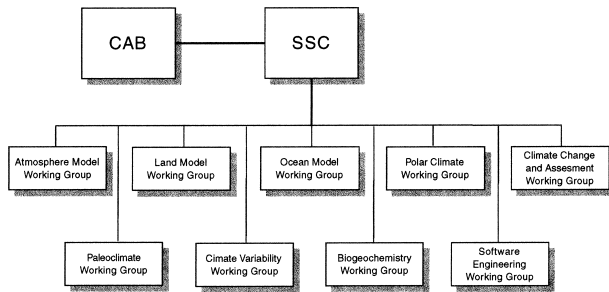 CAB
SSC
Atmosphere Model
Working Group
Land Model
Working Group
Ocean Model
Working Group
Polar Climate
Working Group
Climate Change
and Assesment
Working Group
Paleoclimate
Working Group
Cimate Variability
Working Group
Biogeochemistry
Working Group
Software
Engineering
Working Group